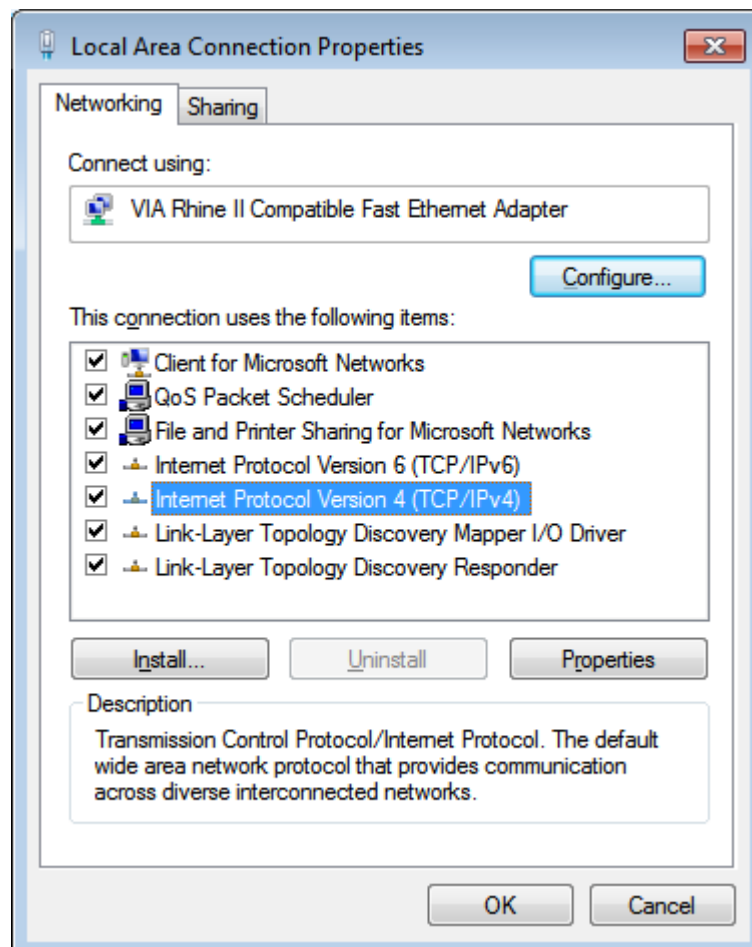 Local Area Connection Properties
Networking
Sharing
Connect using:
VIA Rhine II Compatible Fast Ethernet Adapter
Configure...
This connection uses the following items:
Client for Microsoft Networks
QoS Packet Scheduler
File and Printer Sharing for Microsoft Networks
Internet Protocol Version 6 (TCP/IPv6)
Internet Protocol Version 4 (TCP/IPv4)
Link-Layer Topology Discovery Mapper I/O Driver
Link-Layer Topology Discovery Responder
Install...
Uninstall
Properties
Description
Transmission Control Protocol/Internet Protocol. The default
wide area network protocol that provides communication
across diverse interconnected networks.
OK
Cancel